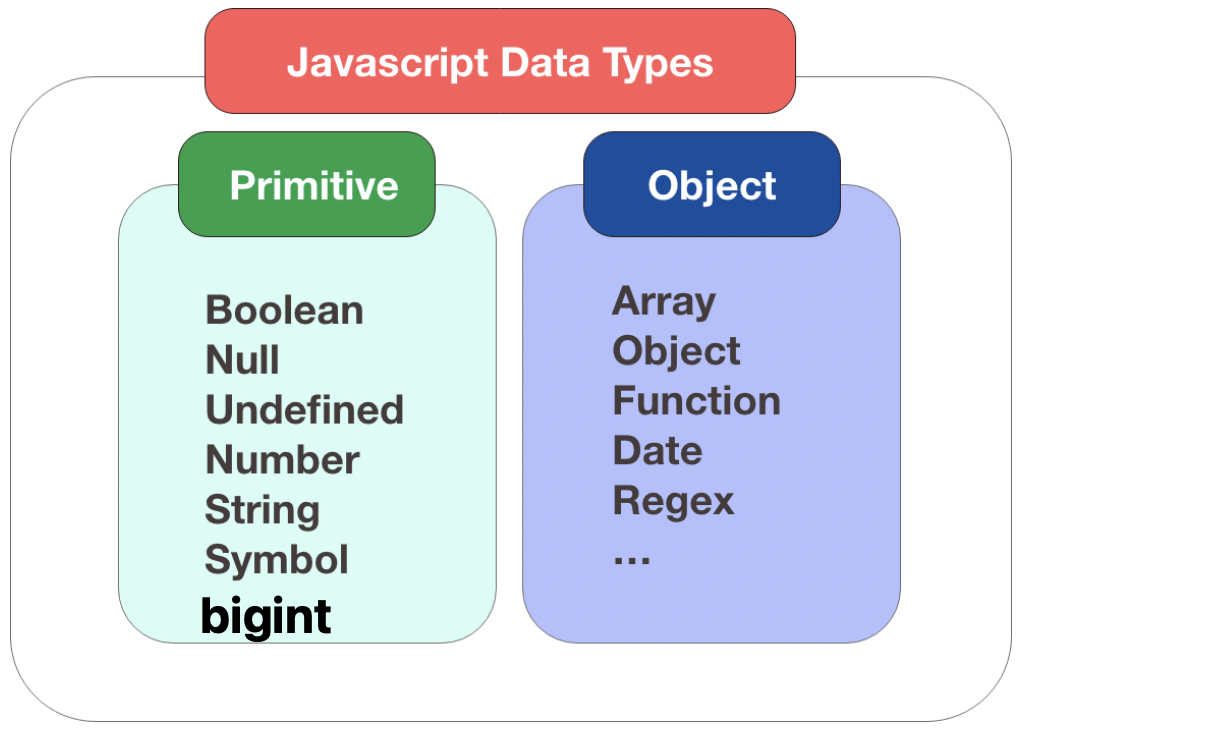 Javascript Data Types
Primitive
Boolean
Null
Undefined
Number
String
Symbol
bigint
Object
Array
Object
Function
Date
Regex
...